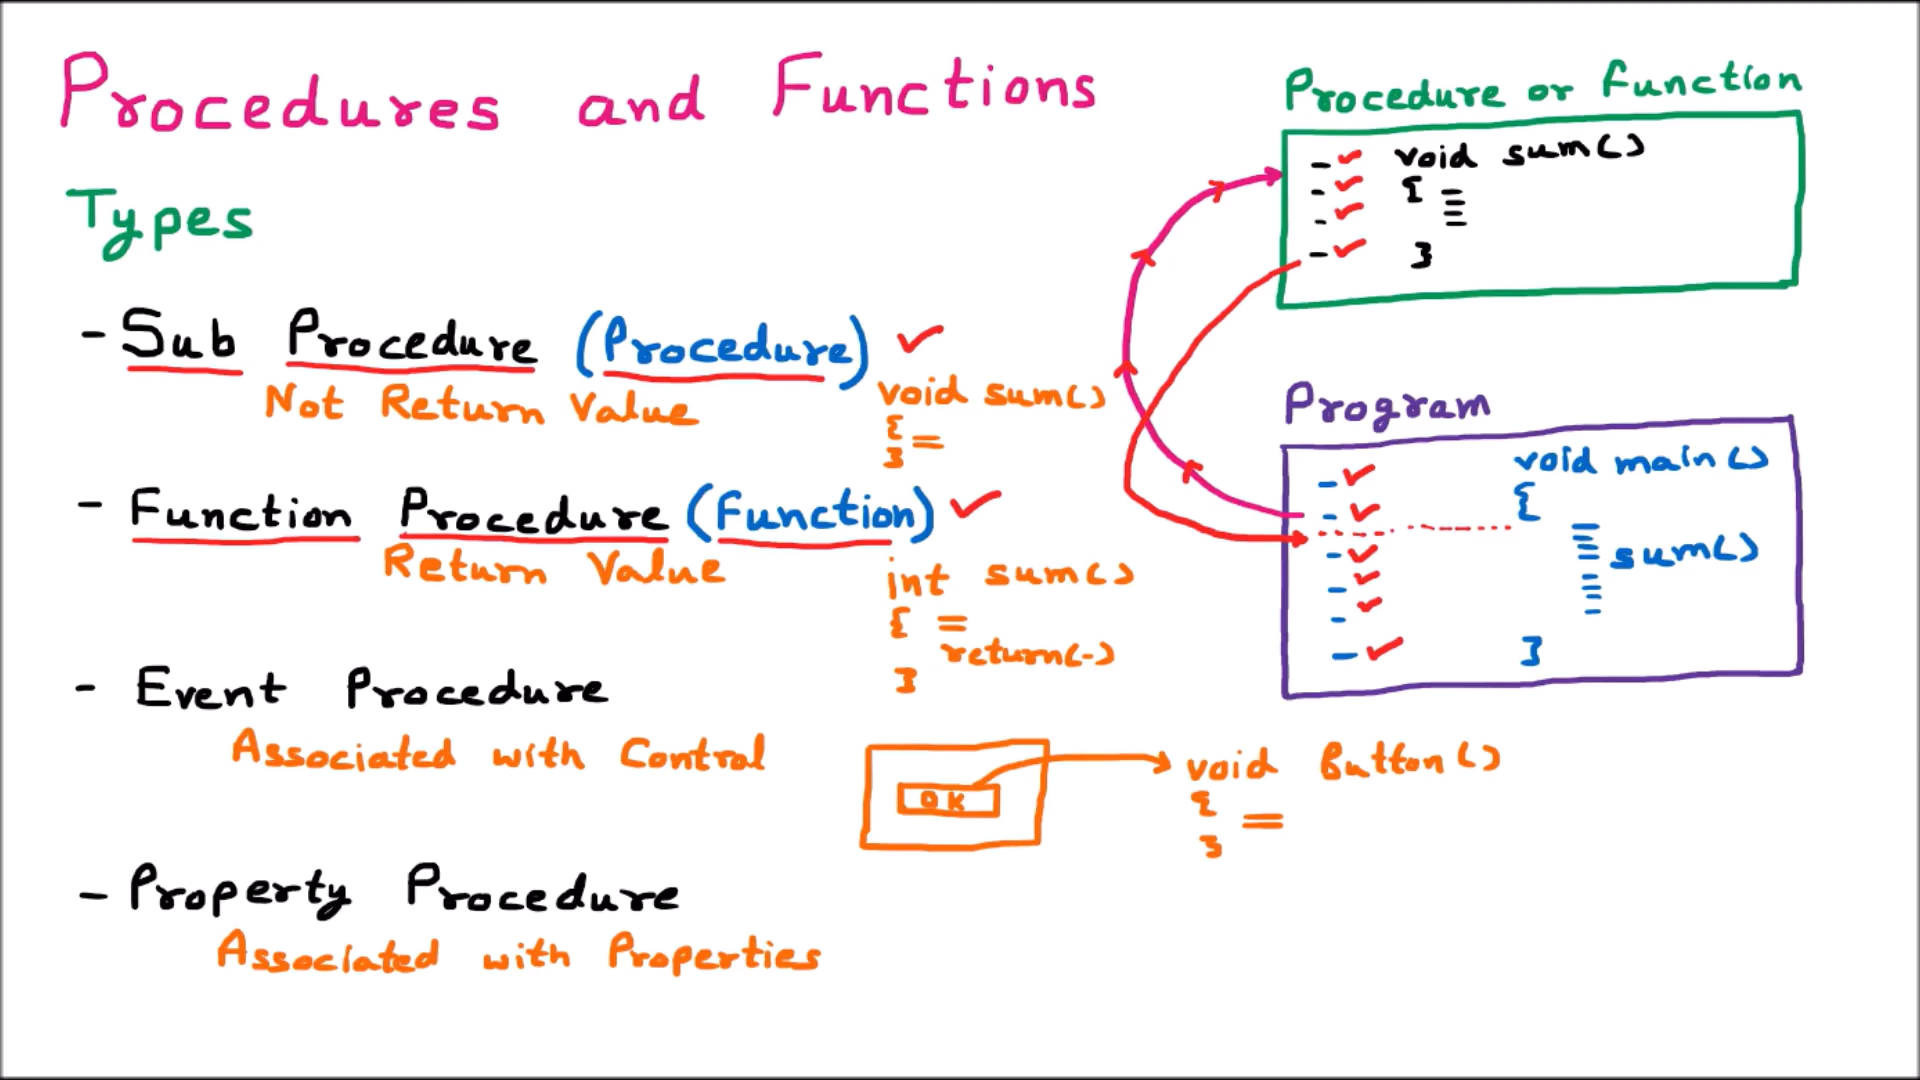 Procedures and Functions
Types
- Sub Procedure (Procedure) ✓
Not Return Value
void sum()
{ =
}
- Function Procedure (Function) ✓
Return Value
int sum()
{ =
return(-)
}
- Event Procedure
Associated with Control
OK
void Button()
{ =
}
- Property Procedure
Associated with Properties
Procedure or function
void sum()
{
}
Program
void main()
{
sum()
}